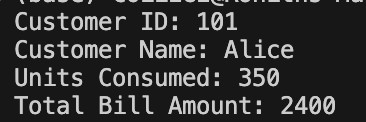 Customer ID: 101
Customer Name: Alice
Units Consumed: 350
Total Bill Amount: 2400